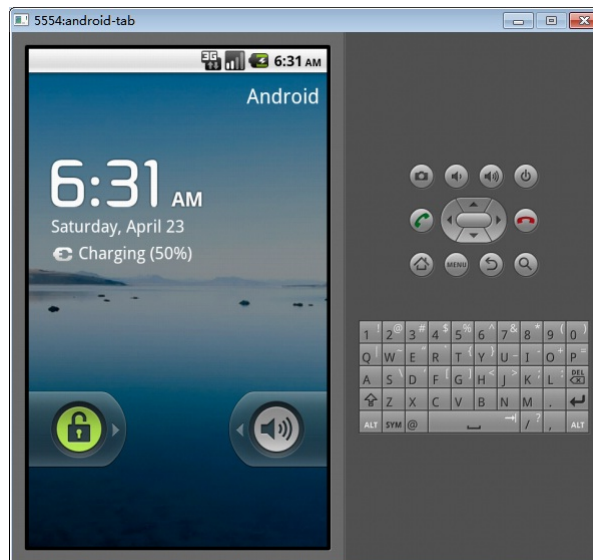 5554:android-tab
3G 6:31 AM
Android
6:31 AM
Saturday, April 23
Charging (50%)
MENU
1 ! 2 @ 3 # 4 $ 5 % 6 ^ 7 & 8 * 9 ( 0 )
Q | W ~ E " R ` T { Y } U _ I - O + P =
A S \ D ' F [ G ] H < J > K ; L : DEL
Z X C V B N M .
ALT SYM @ / ? , ALT